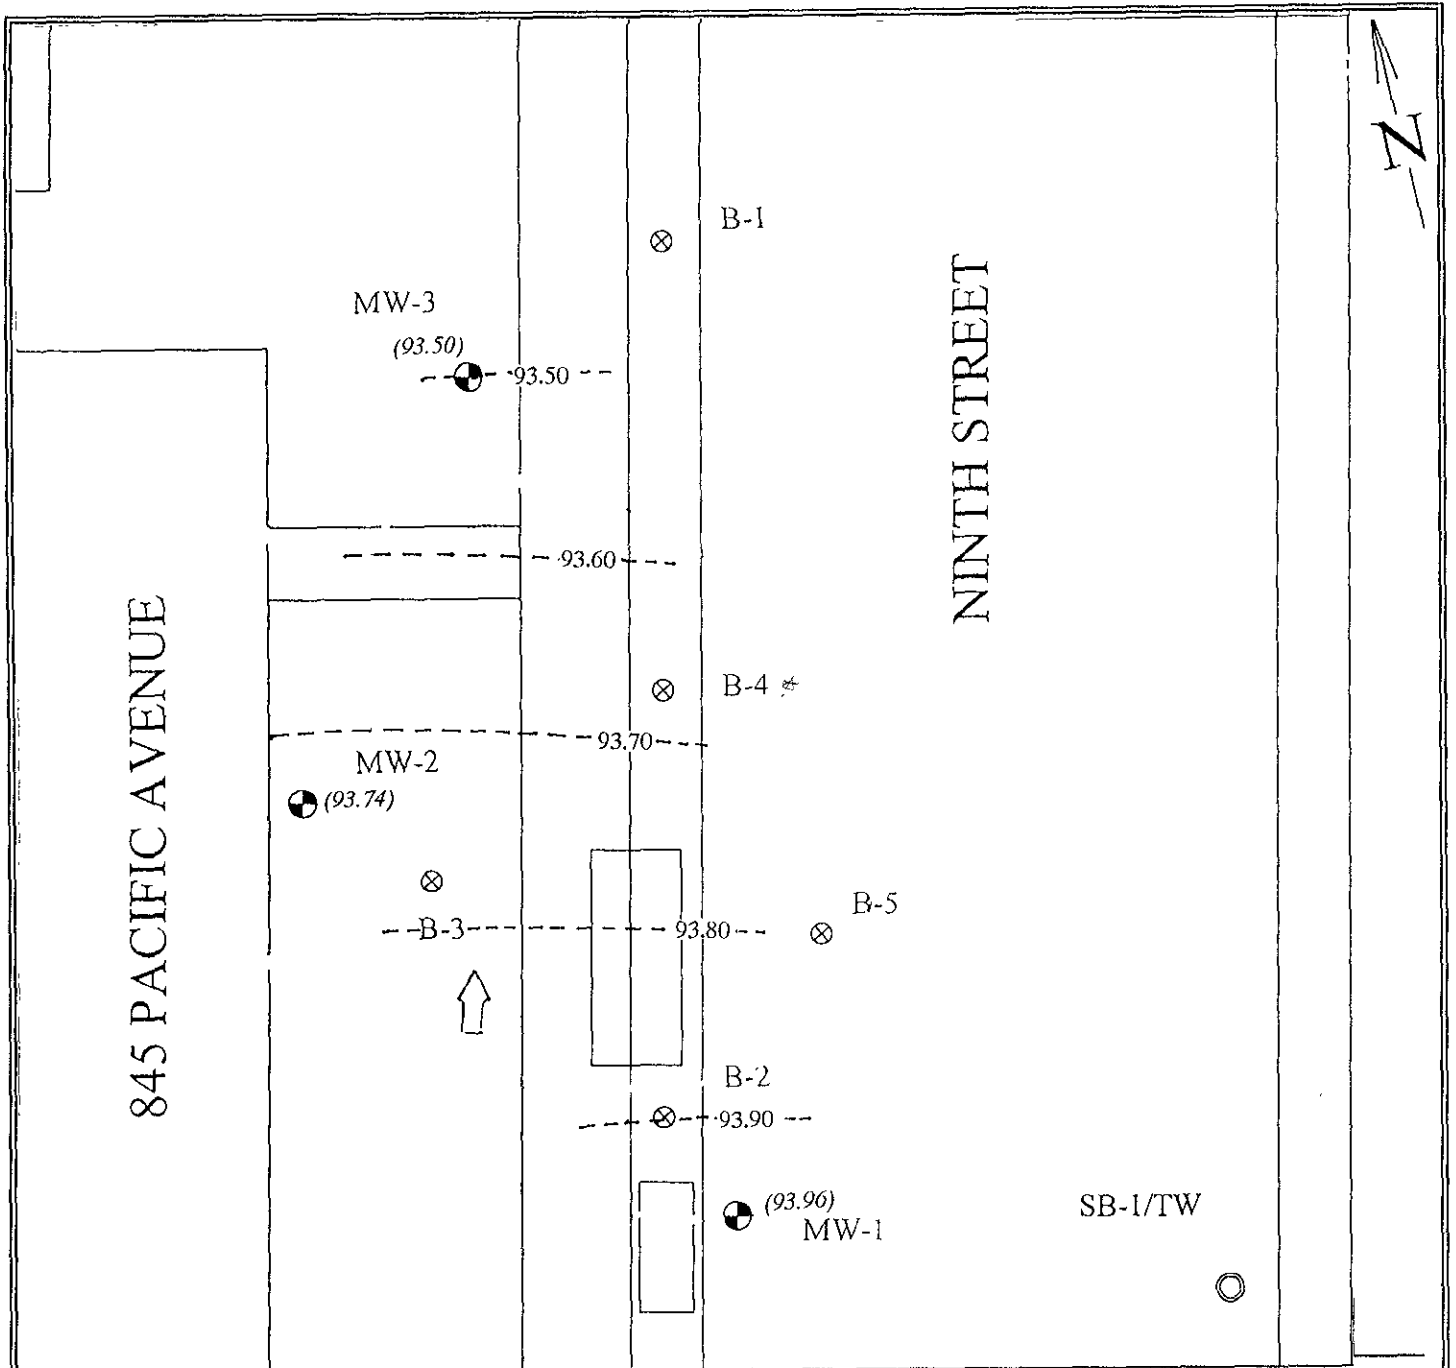 N
B-1
MW-3
(93.50)
93.50
NINTH STREET
93.60
B-4 *
93.70
MW-2
(93.74)
845 PACIFIC AVENUE
B-5
B-3
93.80
B-2
93.90
(93.96)
MW-1
SB-1/TW